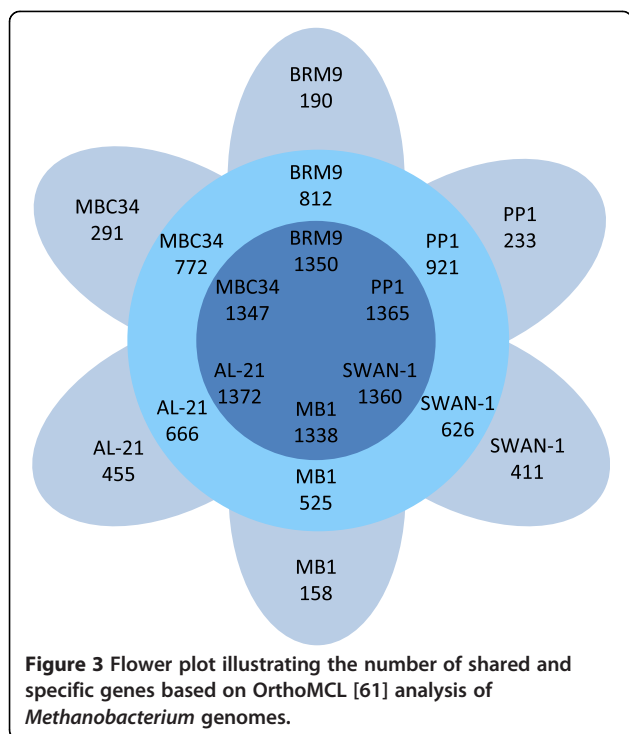 BRM9
190
BRM9
812
MBC34
291
PP1
233
MBC34
772
PP1
921
BRM9
1350
MBC34
1347
PP1
1365
AL-21
1372
SWAN-1
1360
MB1
1338
AL-21
666
SWAN-1
626
AL-21
455
SWAN-1
411
MB1
525
MB1
158
Figure 3 Flower plot illustrating the number of shared and
specific genes based on OrthoMCL [61] analysis of
Methanobacterium genomes.